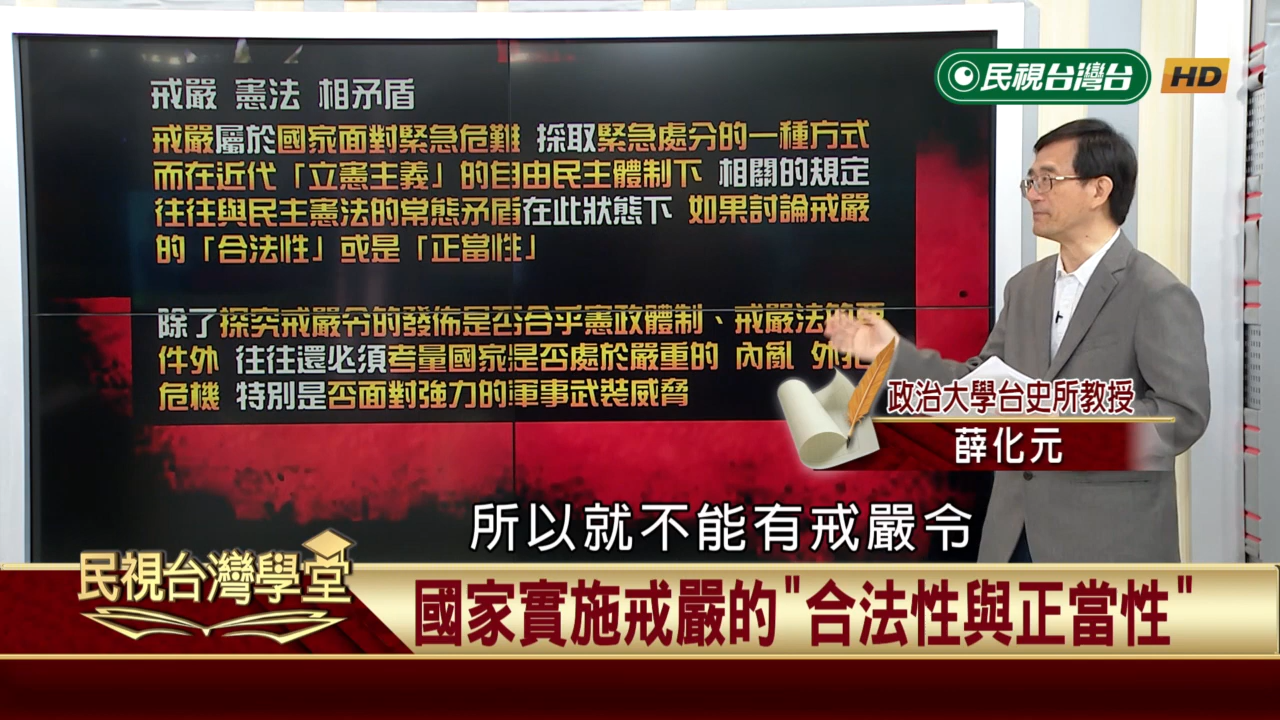 民視台灣台 HD
戒嚴 憲法 相矛盾
戒嚴屬於國家面對緊急危難 採取緊急處分的一種方式
而在近代「立憲主義」的自由民主體制下 相關的規定
往往與民主憲法的常態矛盾在此狀態下 如果討論戒嚴
的「合法性」或是「正當性」
除了探究戒嚴令的發佈是否合乎憲政體制、戒嚴法的要
件外 往往還必須考量國家是否處於嚴重的 內亂 外
危機 特別是否面對強力的軍事武裝威脅
政治大學台史所教授
薛化元
所以就不能有戒嚴令
民視台灣學堂
國家實施戒嚴的"合法性與正當性"